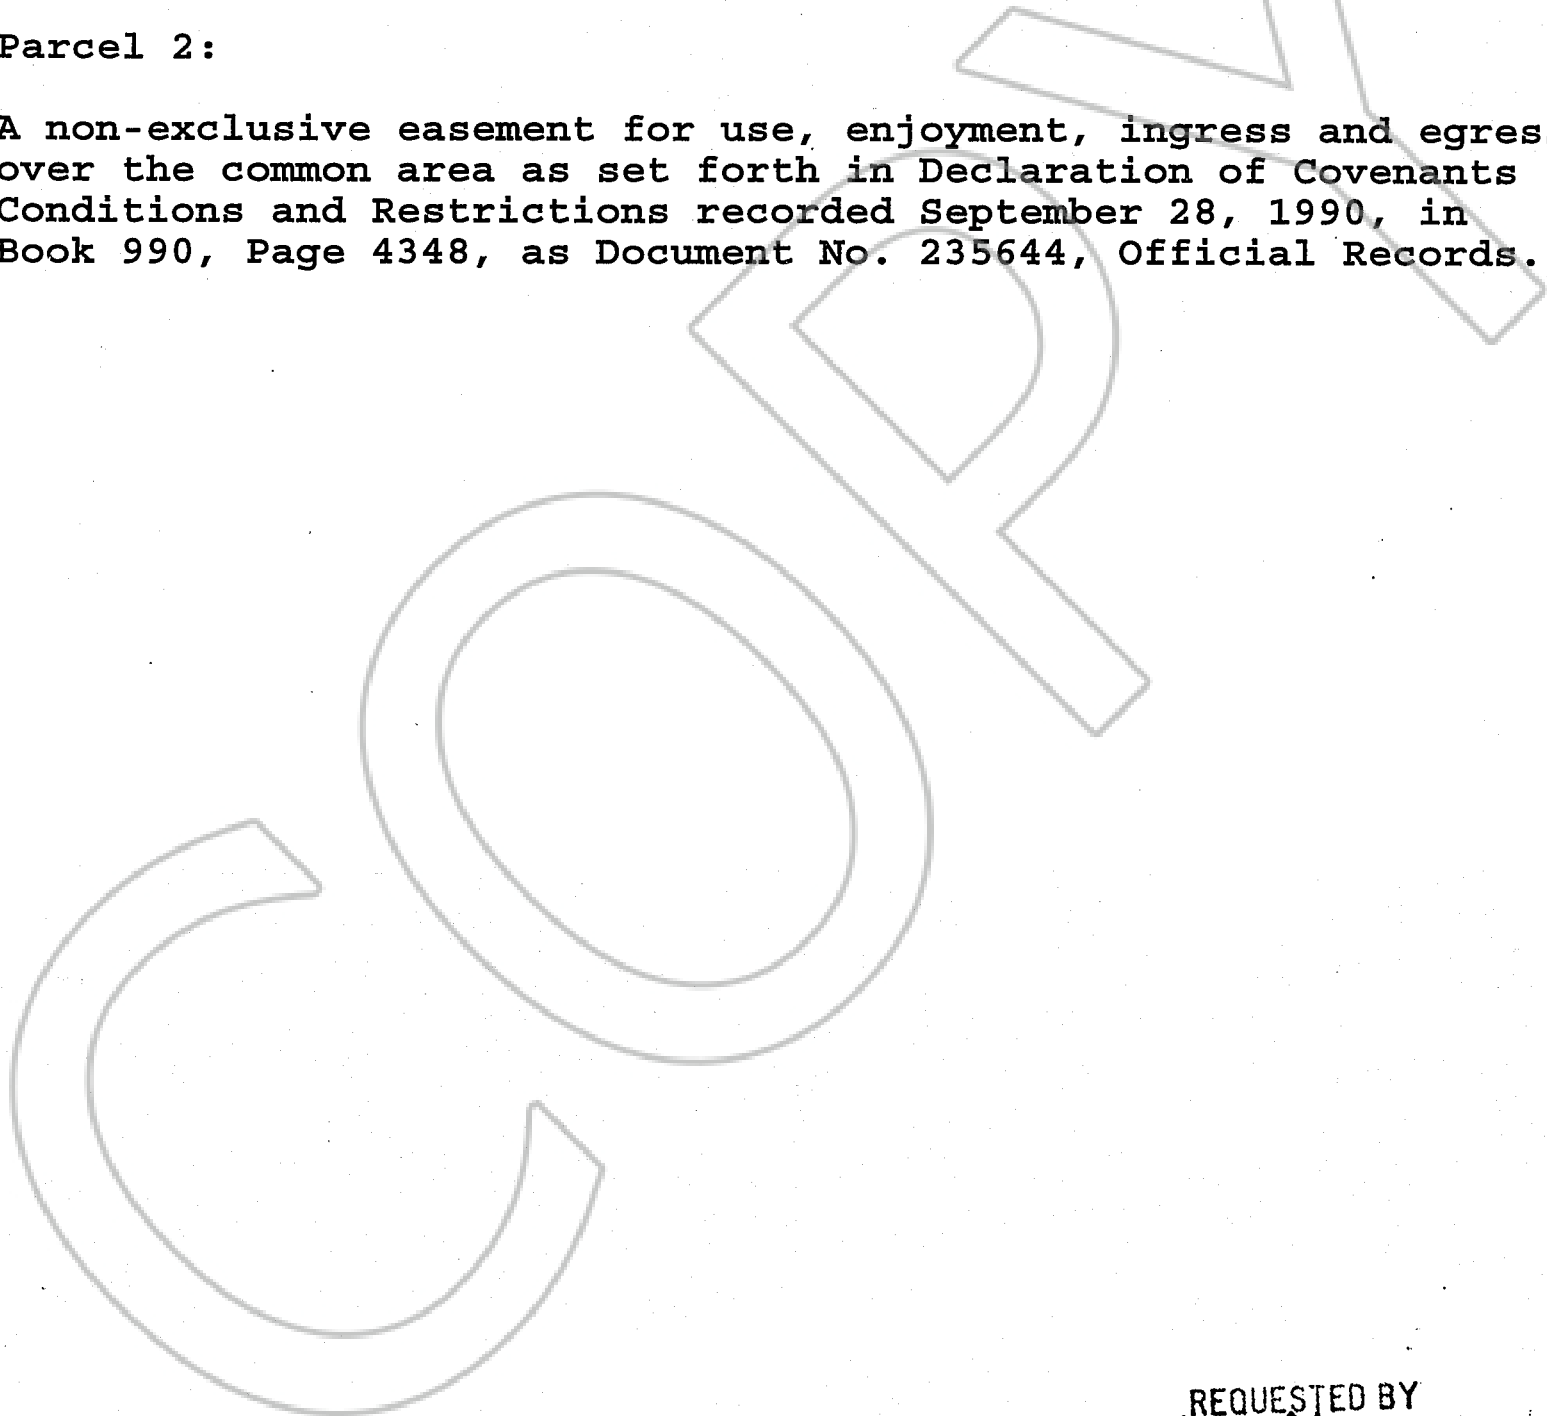 Parcel 2:
A non-exclusive easement for use, enjoyment, ingress and egres
over the common area as set forth in Declaration of Covenants
Conditions and Restrictions recorded September 28, 1990, in
Book 990, Page 4348, as Document No. 235644, Official Records.
COPY
REQUESTED BY